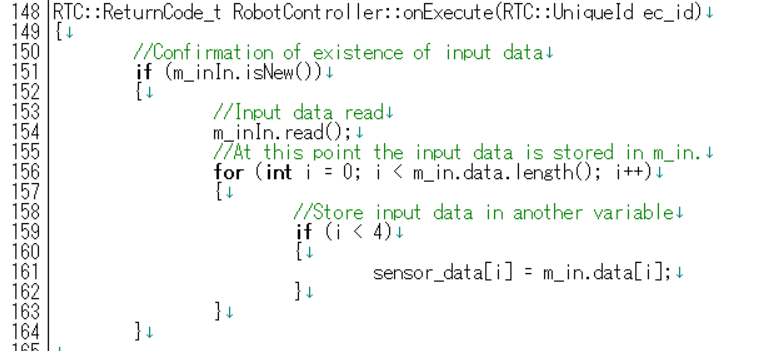 148 RTC::ReturnCode_t RobotController::onExecute(RTC::UniqueId ec_id)↓
149 {↓
150 //Confirmation of existence of input data↓
151 if (m_inIn.isNew())↓
152 {↓
153 //Input data read↓
154 m_inIn.read();↓
155 //At this point the input data is stored in m_in.↓
156 for (int i = 0; i < m_in.data.length(); i++)↓
157 {↓
158 //Store input data in another variable↓
159 if (i < 4)↓
160 {↓
161 sensor_data[i] = m_in.data[i];↓
162 }↓
163 }↓
164 }↓
165 ↓